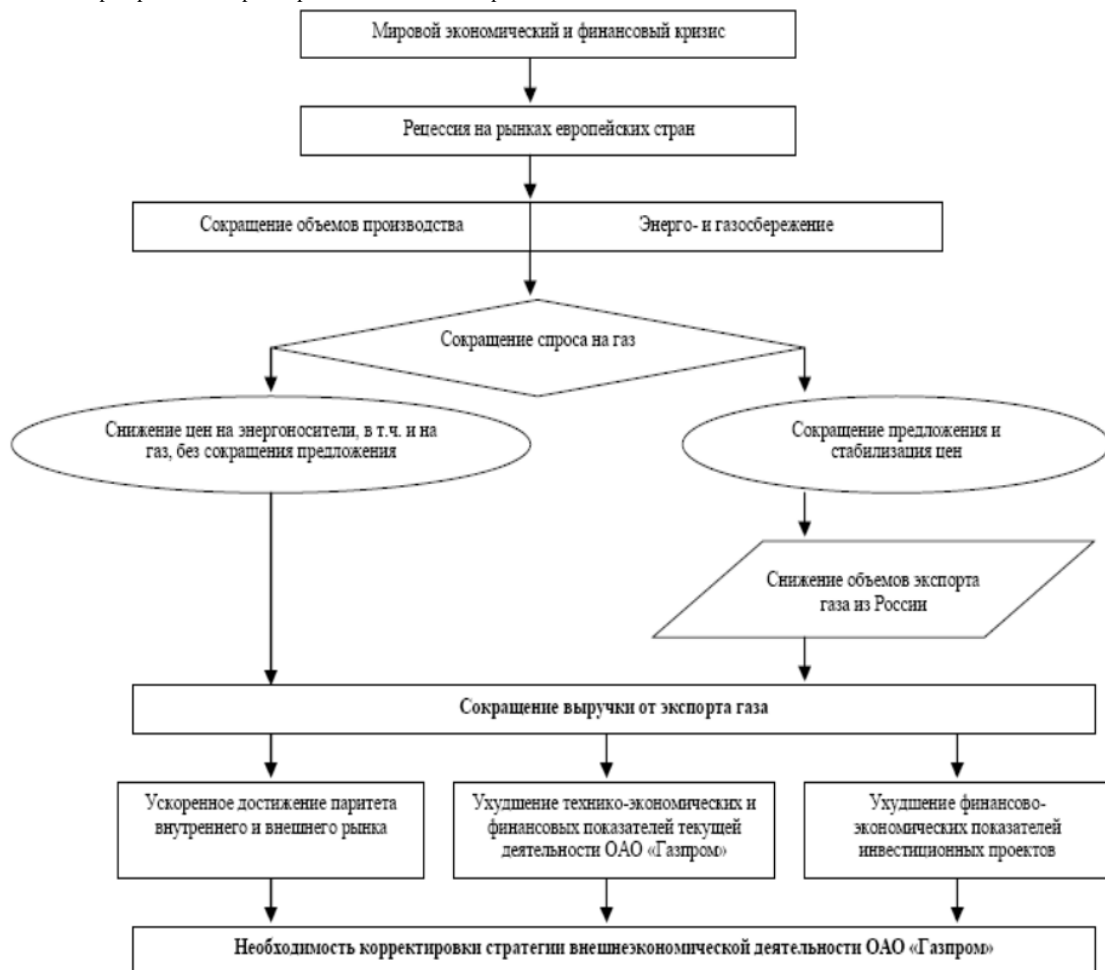 Мировой экономический и финансовый кризис
Рецессия на рынках европейских стран
Сокращение объемов производства
Энерго- и газосбережение
Сокращение спроса на газ
Снижение цен на энергоносители, в т.ч. и на
газ, без сокращения предложения
Сокращение предложения и
стабилизация цен
Снижение объемов экспорта
газа из России
Сокращение выручки от экспорта газа
Ускоренное достижение паритета
внутреннего и внешнего рынка
Ухудшение технико-экономических и
финансовых показателей текущей
деятельности ОАО «Газпром»
Ухудшение финансово-
экономических показателей
инвестиционных проектов
Необходимость корректировки стратегии внешнеэкономической деятельности ОАО «Газпром»